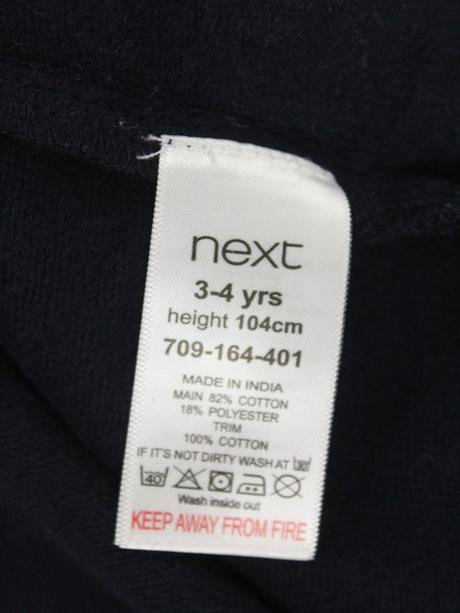 next
3-4 yrs
height 104cm
709-164-401
MADE IN INDIA
MAIN 82% COTTON
18% POLYESTER
TRIM
100% COTTON
IF IT'S NOT DIRTY WASH AT 30°
40°
Wash inside out
KEEP AWAY FROM FIRE